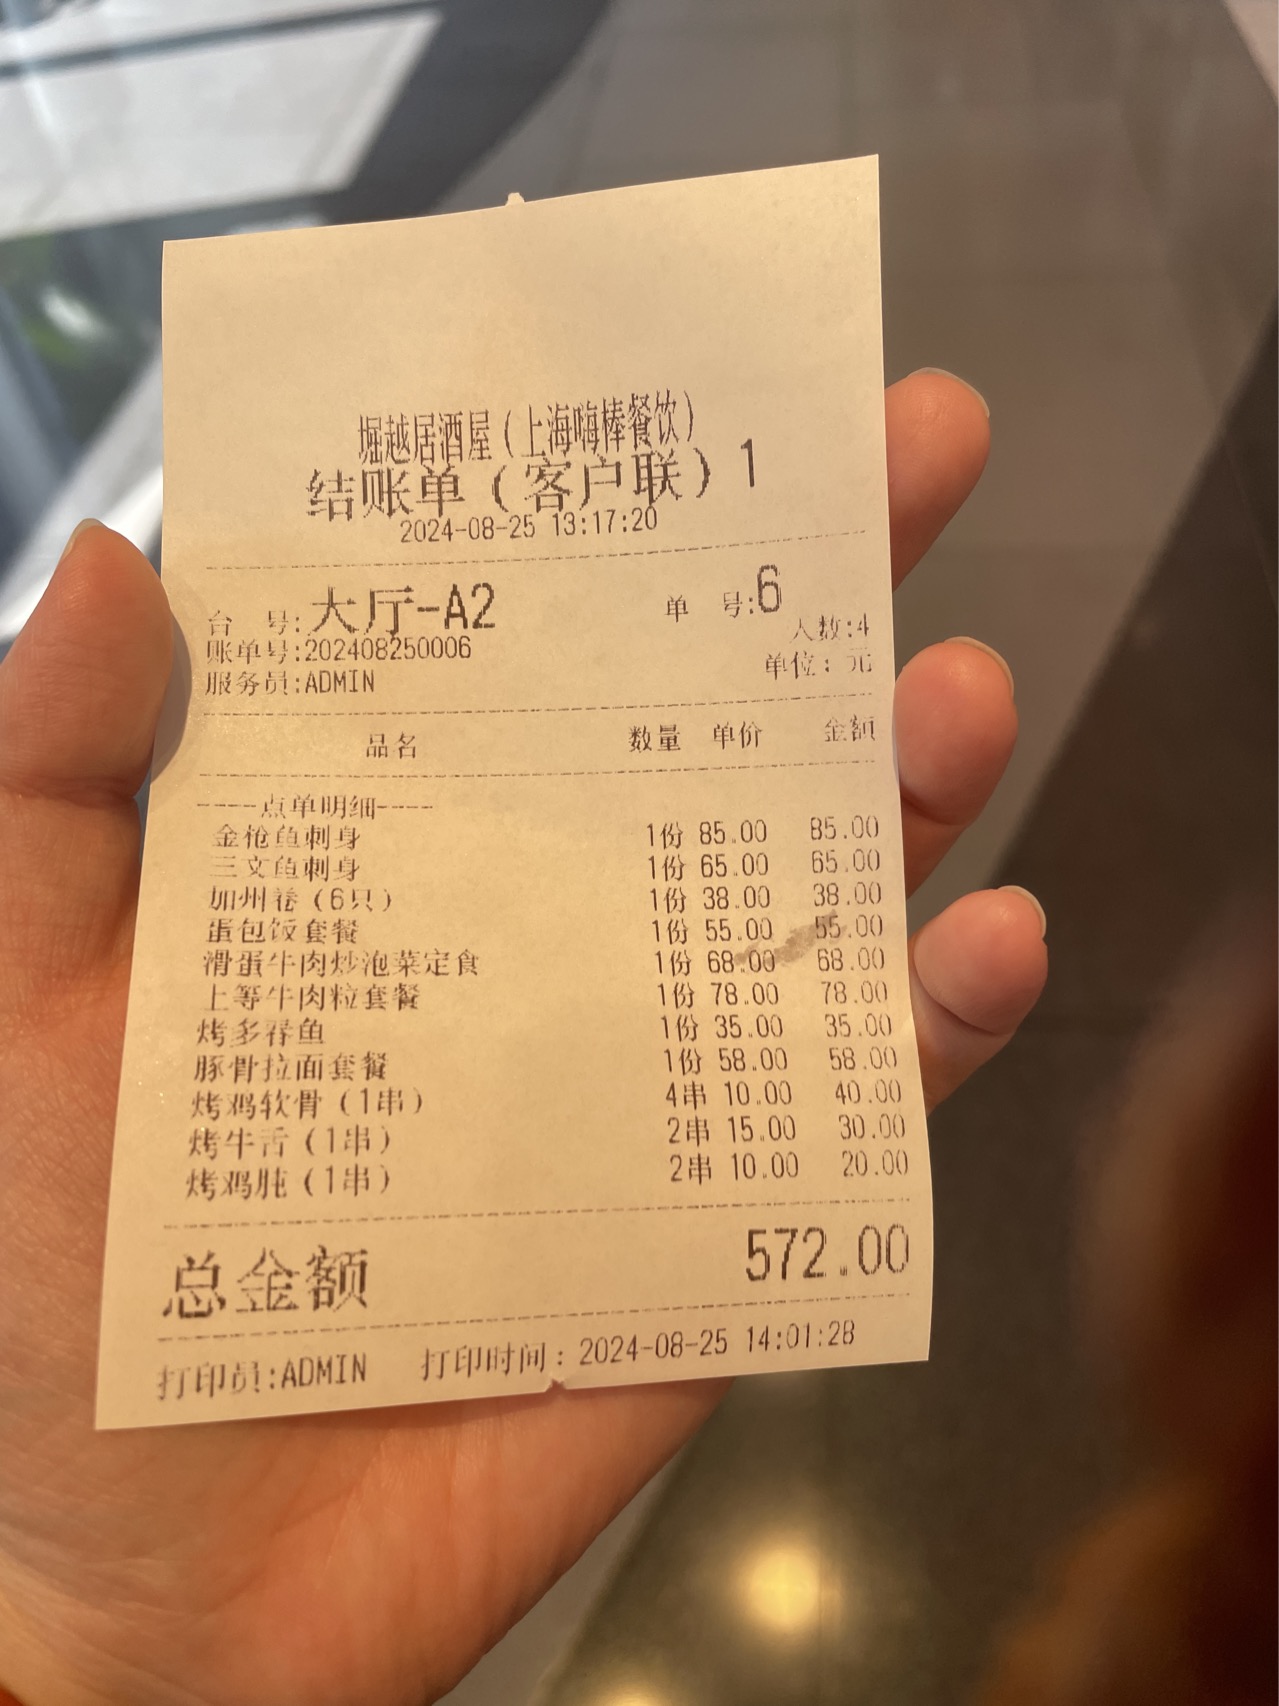 堀越居酒屋(上海嗨棒餐饮)
结账单(客户联)1
2024-08-25 13:17:20
台 号:大厅-A2 单 号:6
人数:4
账单号:202408250006
单位: 元
服务员:ADMIN
品名 数量 单价 金额
----点单明细----
金枪鱼刺身 1份 85.00 85.00
三文鱼刺身 1份 65.00 65.00
加州卷(6只) 1份 38.00 38.00
蛋包饭套餐 1份 55.00 55.00
滑蛋牛肉炒泡菜定食 1份 68.00 68.00
上等牛肉粒套餐 1份 78.00 78.00
烤多春鱼 1份 35.00 35.00
豚骨拉面套餐 1份 58.00 58.00
烤鸡软骨(1串) 4串 10.00 40.00
烤牛舌(1串) 2串 15.00 30.00
烤鸡肫(1串) 2串 10.00 20.00
总金额 572.00
打印员:ADMIN 打印时间: 2024-08-25 14:01:28